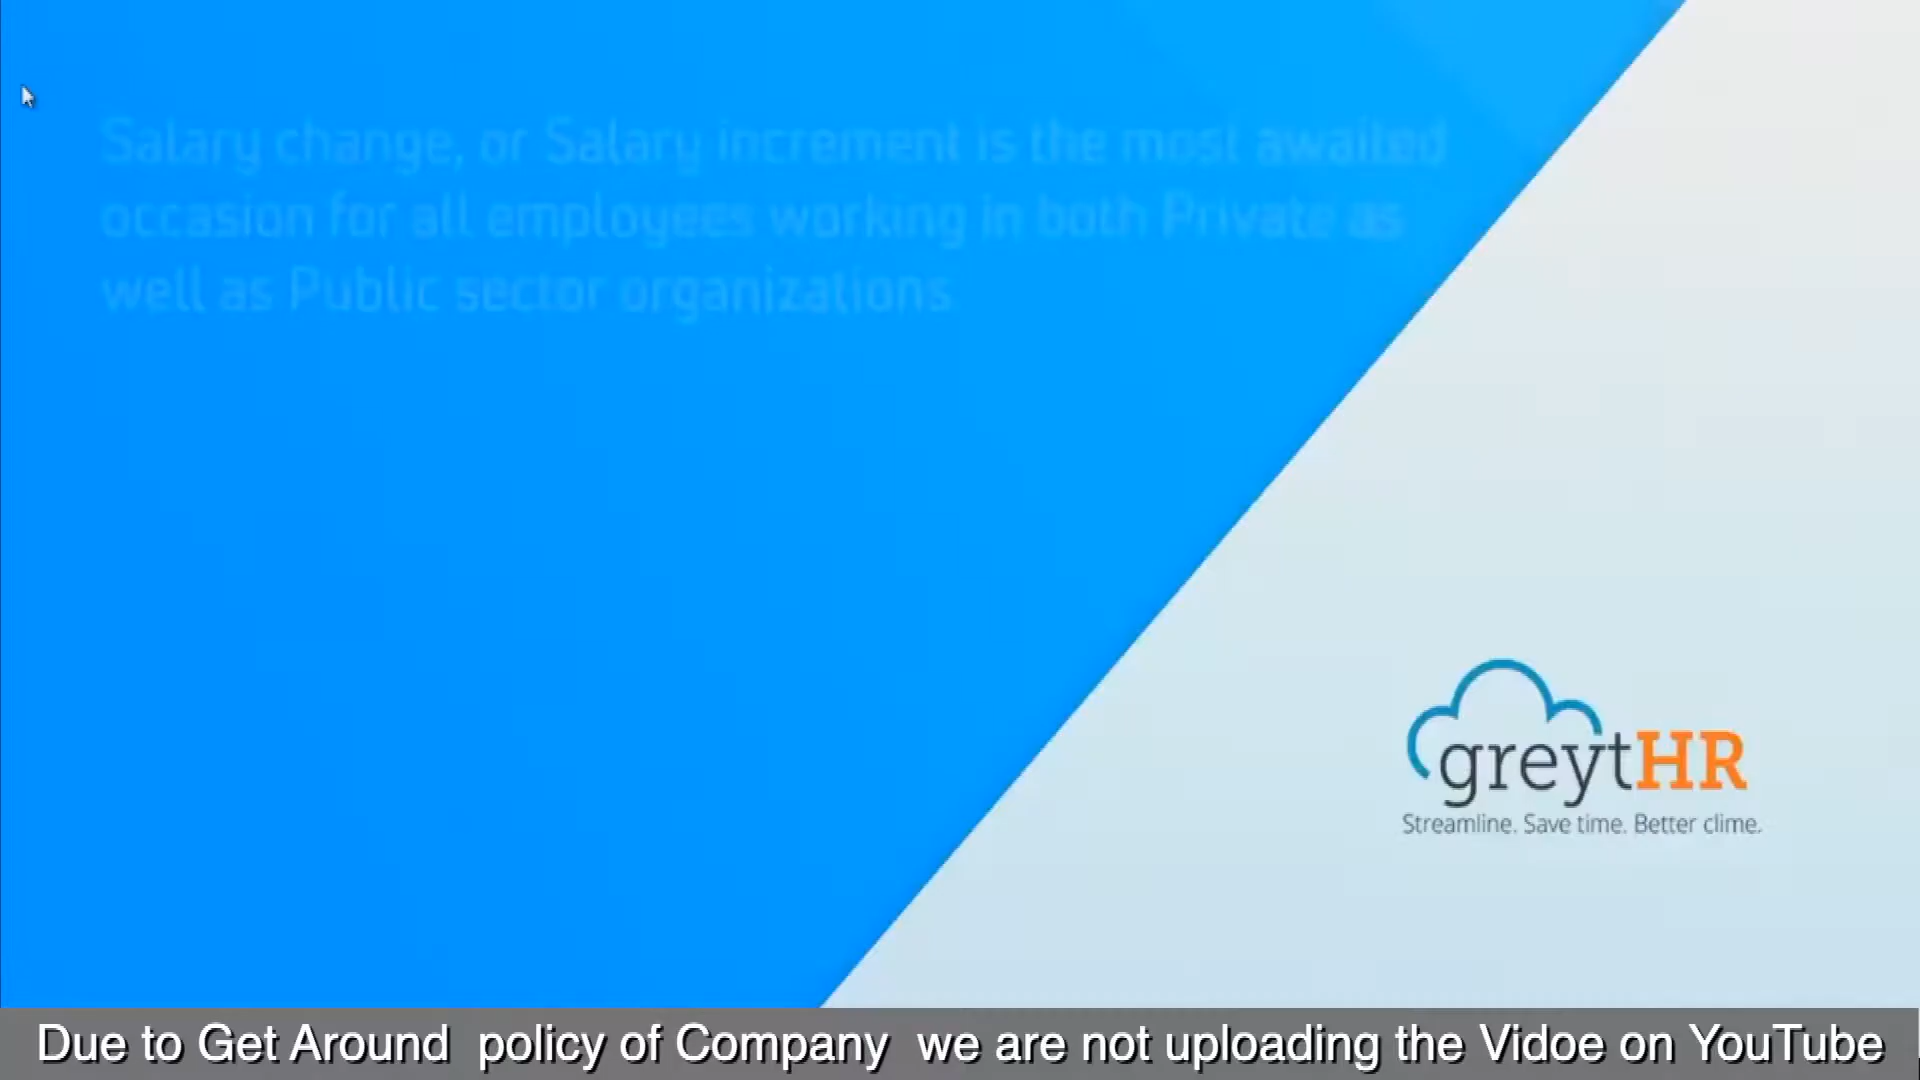 Salary change, or Salary increment is the most awaited
occasion for all employees working in both Private as
well as Public sector organizations
greytHR
Streamline. Save time. Better clime.
Due to Get Around policy of Company we are not uploading the Vidoe on YouTube